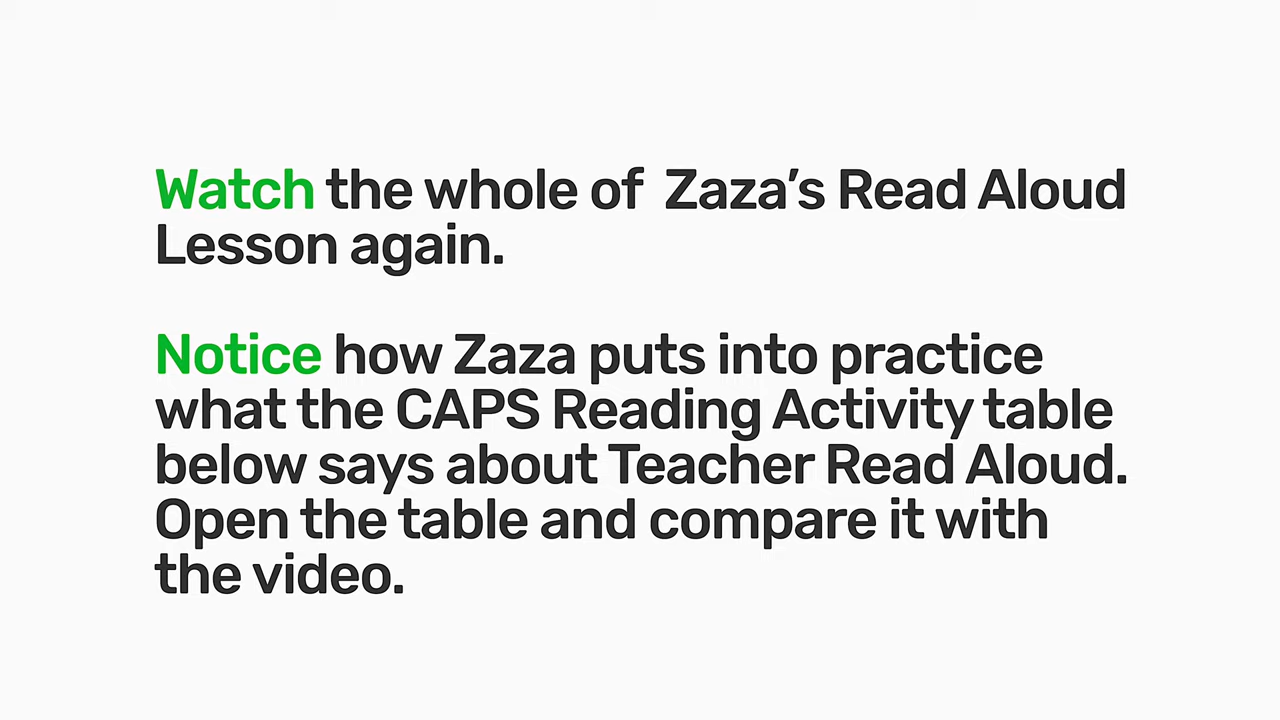 Watch the whole of  Zaza’s Read Aloud
Lesson again.
Notice how Zaza puts into practice
what the CAPS Reading Activity table
below says about Teacher Read Aloud.
Open the table and compare it with
the video.